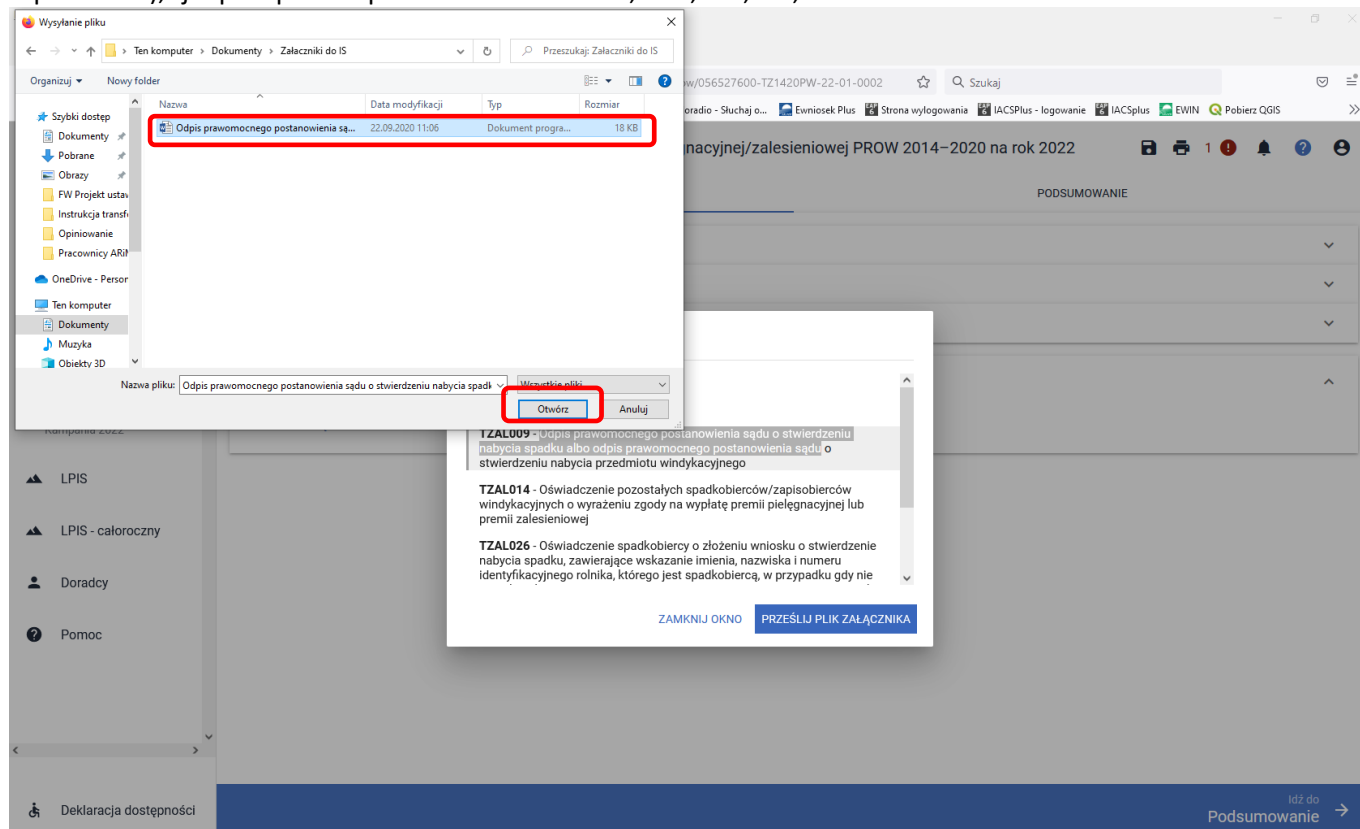 Wysyłanie pliku
Ten komputer > Dokumenty > Załaczniki do IS
Przeszukaj: Załaczniki do IS
Organizuj
Nowy folder
Szybki dostęp
Dokumenty
Pobrane
Obrazy
FW Projekt ustaw
Instrukcja transf
Opiniowanie
Pracownicy ARiM
OneDrive - Person
Ten komputer
Dokumenty
Muzyka
Obiekty 3D
Nazwa
Data modyfikacji
Typ
Rozmiar
Odpis prawomocnego postanowienia są...
22.09.2020 11:06
Dokument progra...
18 KB
Nazwa pliku:
Odpis prawomocnego postanowienia sądu o stwierdzeniu nabycia spadk
Wszystkie pliki
Otwórz
Anuluj
ow/056527600-TZ1420PW-22-01-0002
Szukaj
oradio - Słuchaj o...
Ewniosek Plus
Strona wylogowania
IACSPlus - logowanie
IACSplus
EWIN
Pobierz QGIS
gnacyjnej/zalesieniowej PROW 2014–2020 na rok 2022
1
PODSUMOWANIE
Kampania 2022
LPIS
LPIS - całoroczny
Doradcy
Pomoc
Deklaracja dostępności
TZAL009 - Odpis prawomocnego postanowienia sądu o stwierdzeniu
nabycia spadku albo odpis prawomocnego postanowienia sądu o
stwierdzeniu nabycia przedmiotu windykacyjnego
TZAL014 - Oświadczenie pozostałych spadkobierców/zapisobierców
windykacyjnych o wyrażeniu zgody na wypłatę premii pielęgnacyjnej lub
premii zalesieniowej
TZAL026 - Oświadczenie spadkobiercy o złożeniu wniosku o stwierdzenie
nabycia spadku, zawierające wskazanie imienia, nazwiska i numeru
identyfikacyjnego rolnika, którego jest spadkobiercą, w przypadku gdy nie
ZAMKNIJ OKNO
PRZEŚLIJ PLIK ZAŁĄCZNIKA
Idź do
Podsumowanie